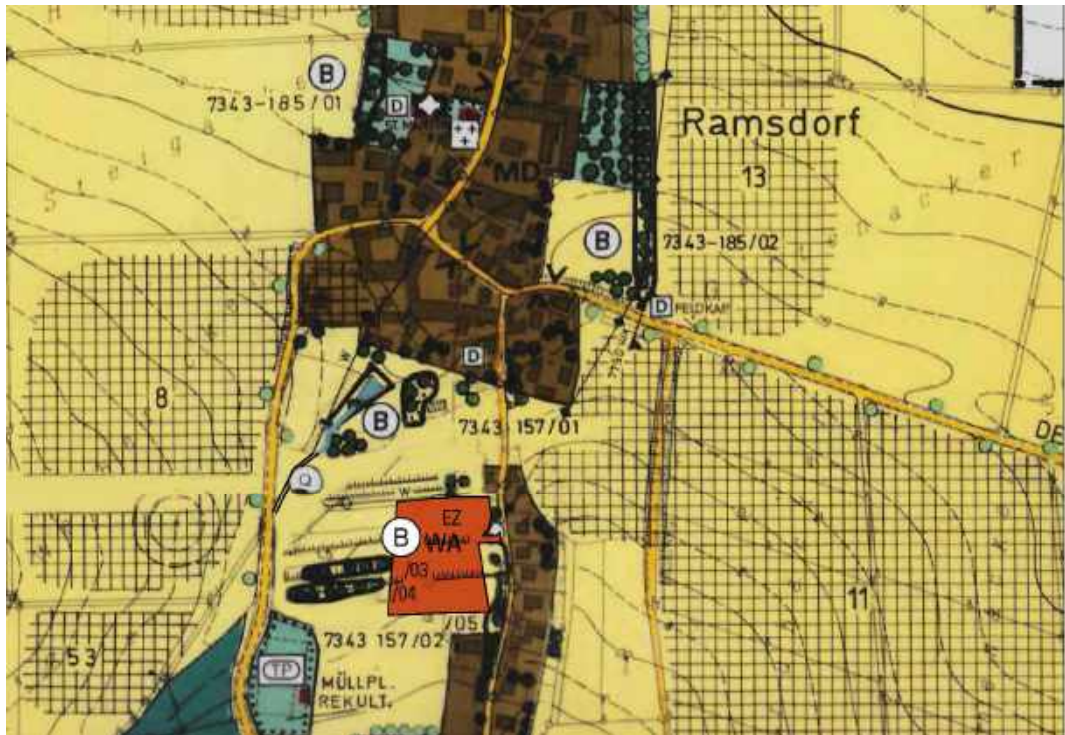 B
7343-185/01
D
Ramsdorf
13
MD
B
7343-185/02
D FELDKAP.
8
D
B
7343 157/01
Q
W
EZ
B
WA
/03
/04
11
/05
7343 157/02
53
TP
MÜLLPL.
REKULT.